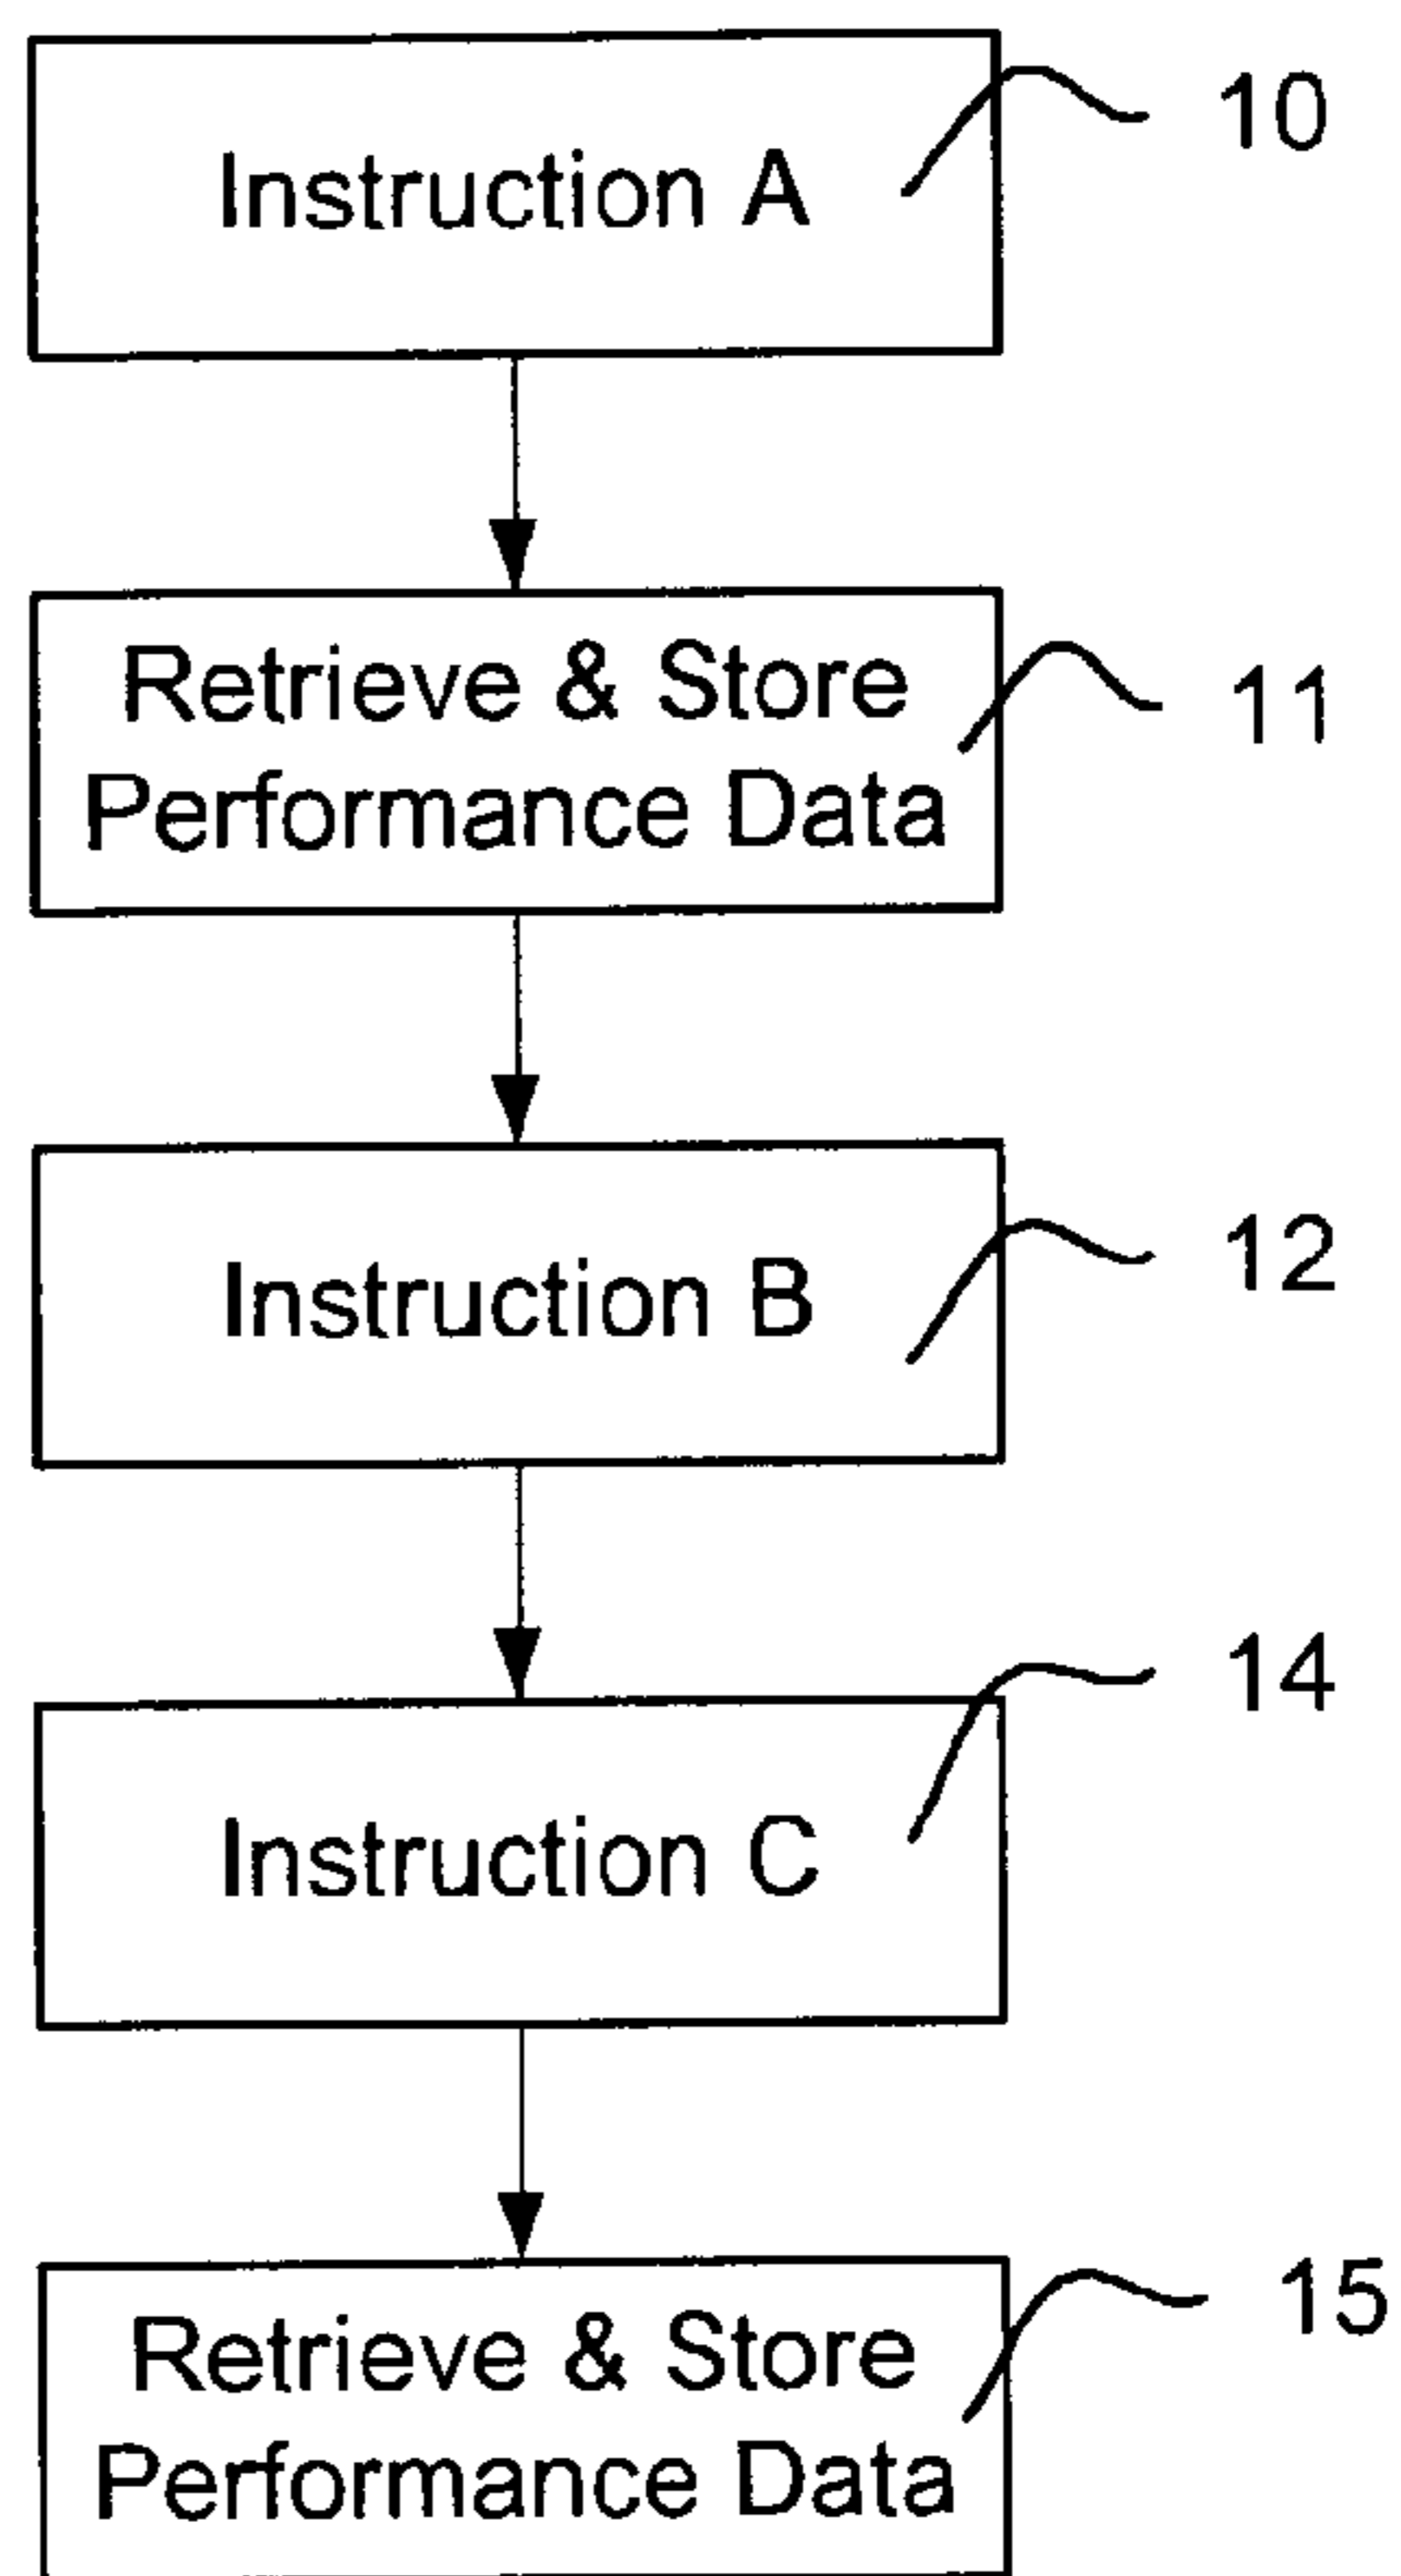 Instruction A
10
Retrieve & Store
Performance Data
11
Instruction B
12
Instruction C
14
Retrieve & Store
Performance Data
15